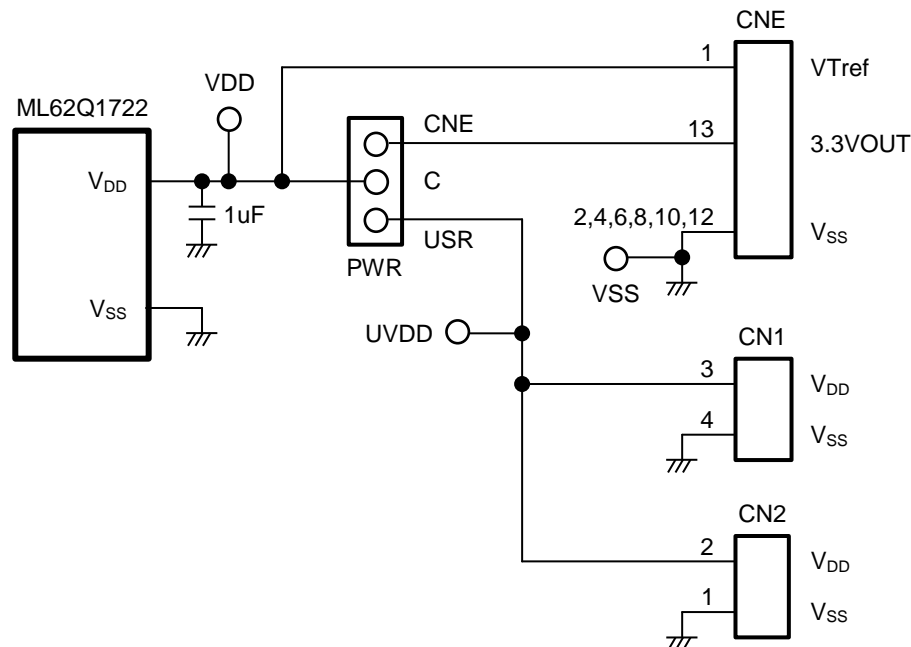 CNE
1
VTref
VDD
ML62Q1722
CNE
13
3.3VOUT
VDD
C
1uF
2,4,6,8,10,12
USR
VSS
PWR
VSS
VSS
UVDD
CN1
3
VDD
4
VSS
CN2
2
VDD
1
VSS